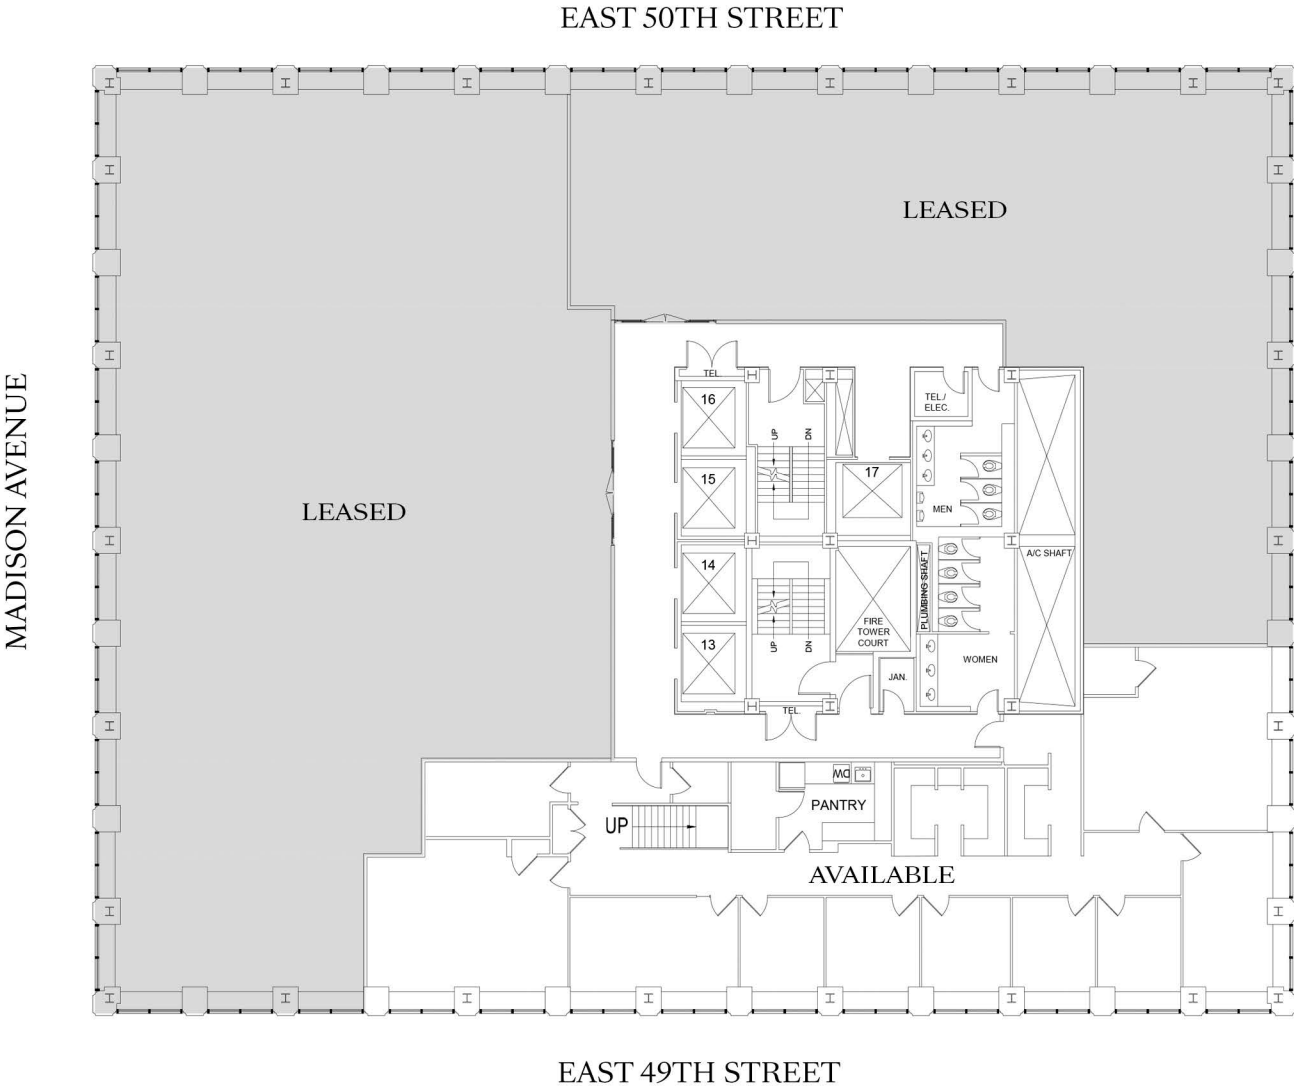 EAST 50TH STREET
LEASED
MADISON AVENUE
LEASED
TEL.
16
TEL./
ELEC.
UP
DN
15
17
MEN
14
PLUMBING SHAFT
A/C SHAFT
FIRE
TOWER
COURT
13
UP
DN
WOMEN
JAN.
TEL.
DW
PANTRY
UP
AVAILABLE
EAST 49TH STREET